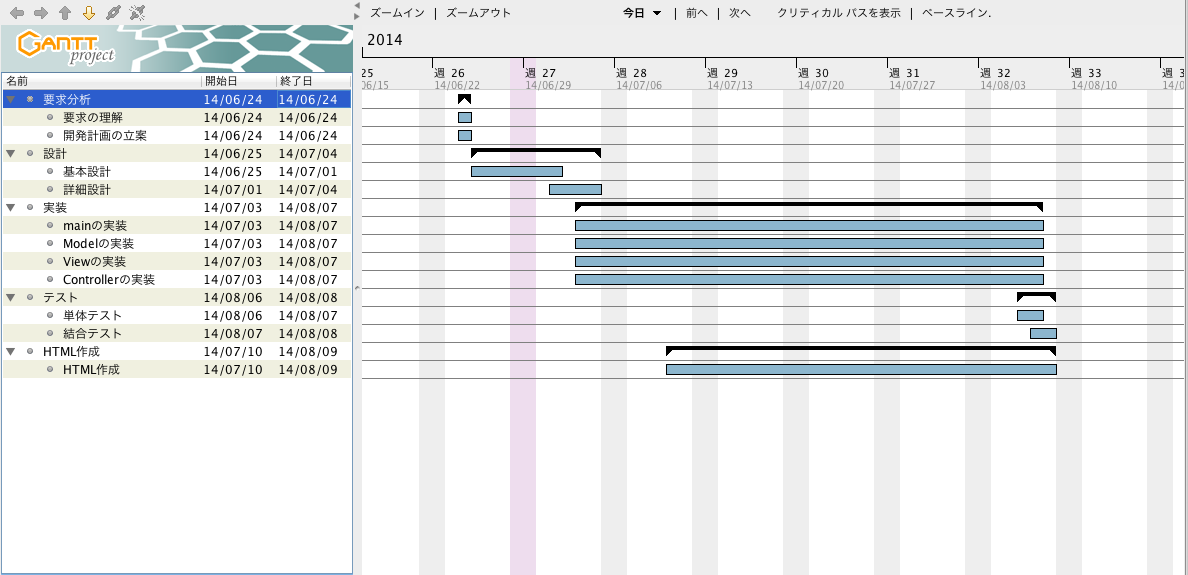 ズームイン | ズームアウト 今日 | 前へ | 次へ クリティカル パスを表示 | ベースライン.
GANTT
project
2014
名前 開始日 終了日
25 週 26 週 27 週 28 週 29 週 30 週 31 週 32 週 33 週 3
06/15 14/06/22 14/06/29 14/07/06 14/07/13 14/07/20 14/07/27 14/08/03 14/08/10 14/0
要求分析 14/06/24 14/06/24
要求の理解 14/06/24 14/06/24
開発計画の立案 14/06/24 14/06/24
設計 14/06/25 14/07/04
基本設計 14/06/25 14/07/01
詳細設計 14/07/01 14/07/04
実装 14/07/03 14/08/07
mainの実装 14/07/03 14/08/07
Modelの実装 14/07/03 14/08/07
Viewの実装 14/07/03 14/08/07
Controllerの実装 14/07/03 14/08/07
テスト 14/08/06 14/08/08
単体テスト 14/08/06 14/08/07
結合テスト 14/08/07 14/08/08
HTML作成 14/07/10 14/08/09
HTML作成 14/07/10 14/08/09